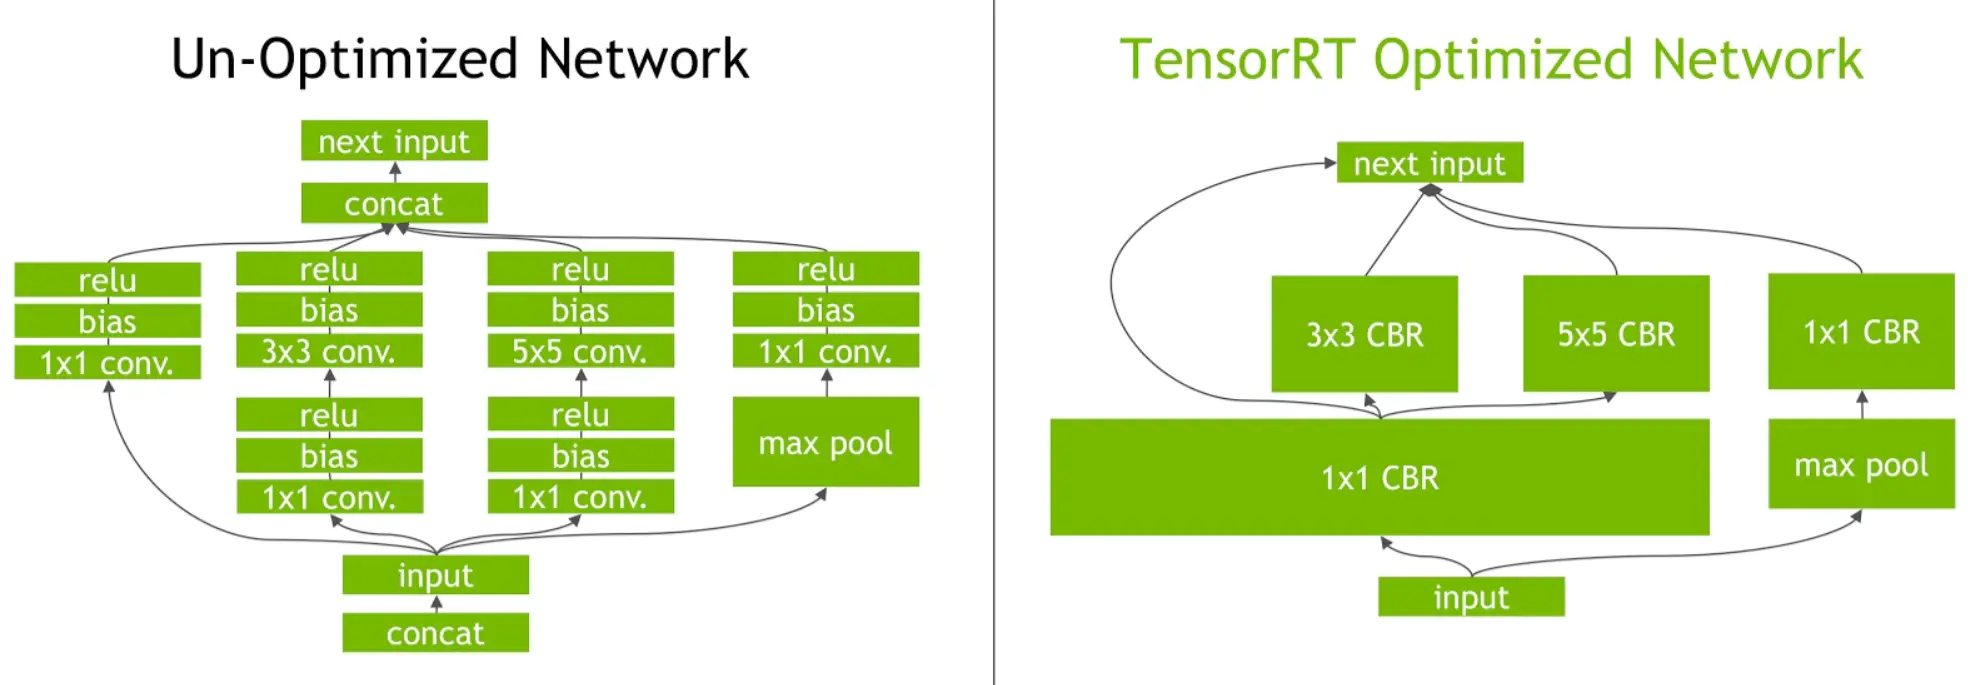 Un-Optimized Network
next input
concat
relu
bias
1x1 conv.
relu
bias
3x3 conv.
relu
bias
1x1 conv.
relu
bias
5x5 conv.
relu
bias
1x1 conv.
relu
bias
1x1 conv.
max pool
input
concat
TensorRT Optimized Network
next input
3x3 CBR
5x5 CBR
1x1 CBR
1x1 CBR
max pool
input